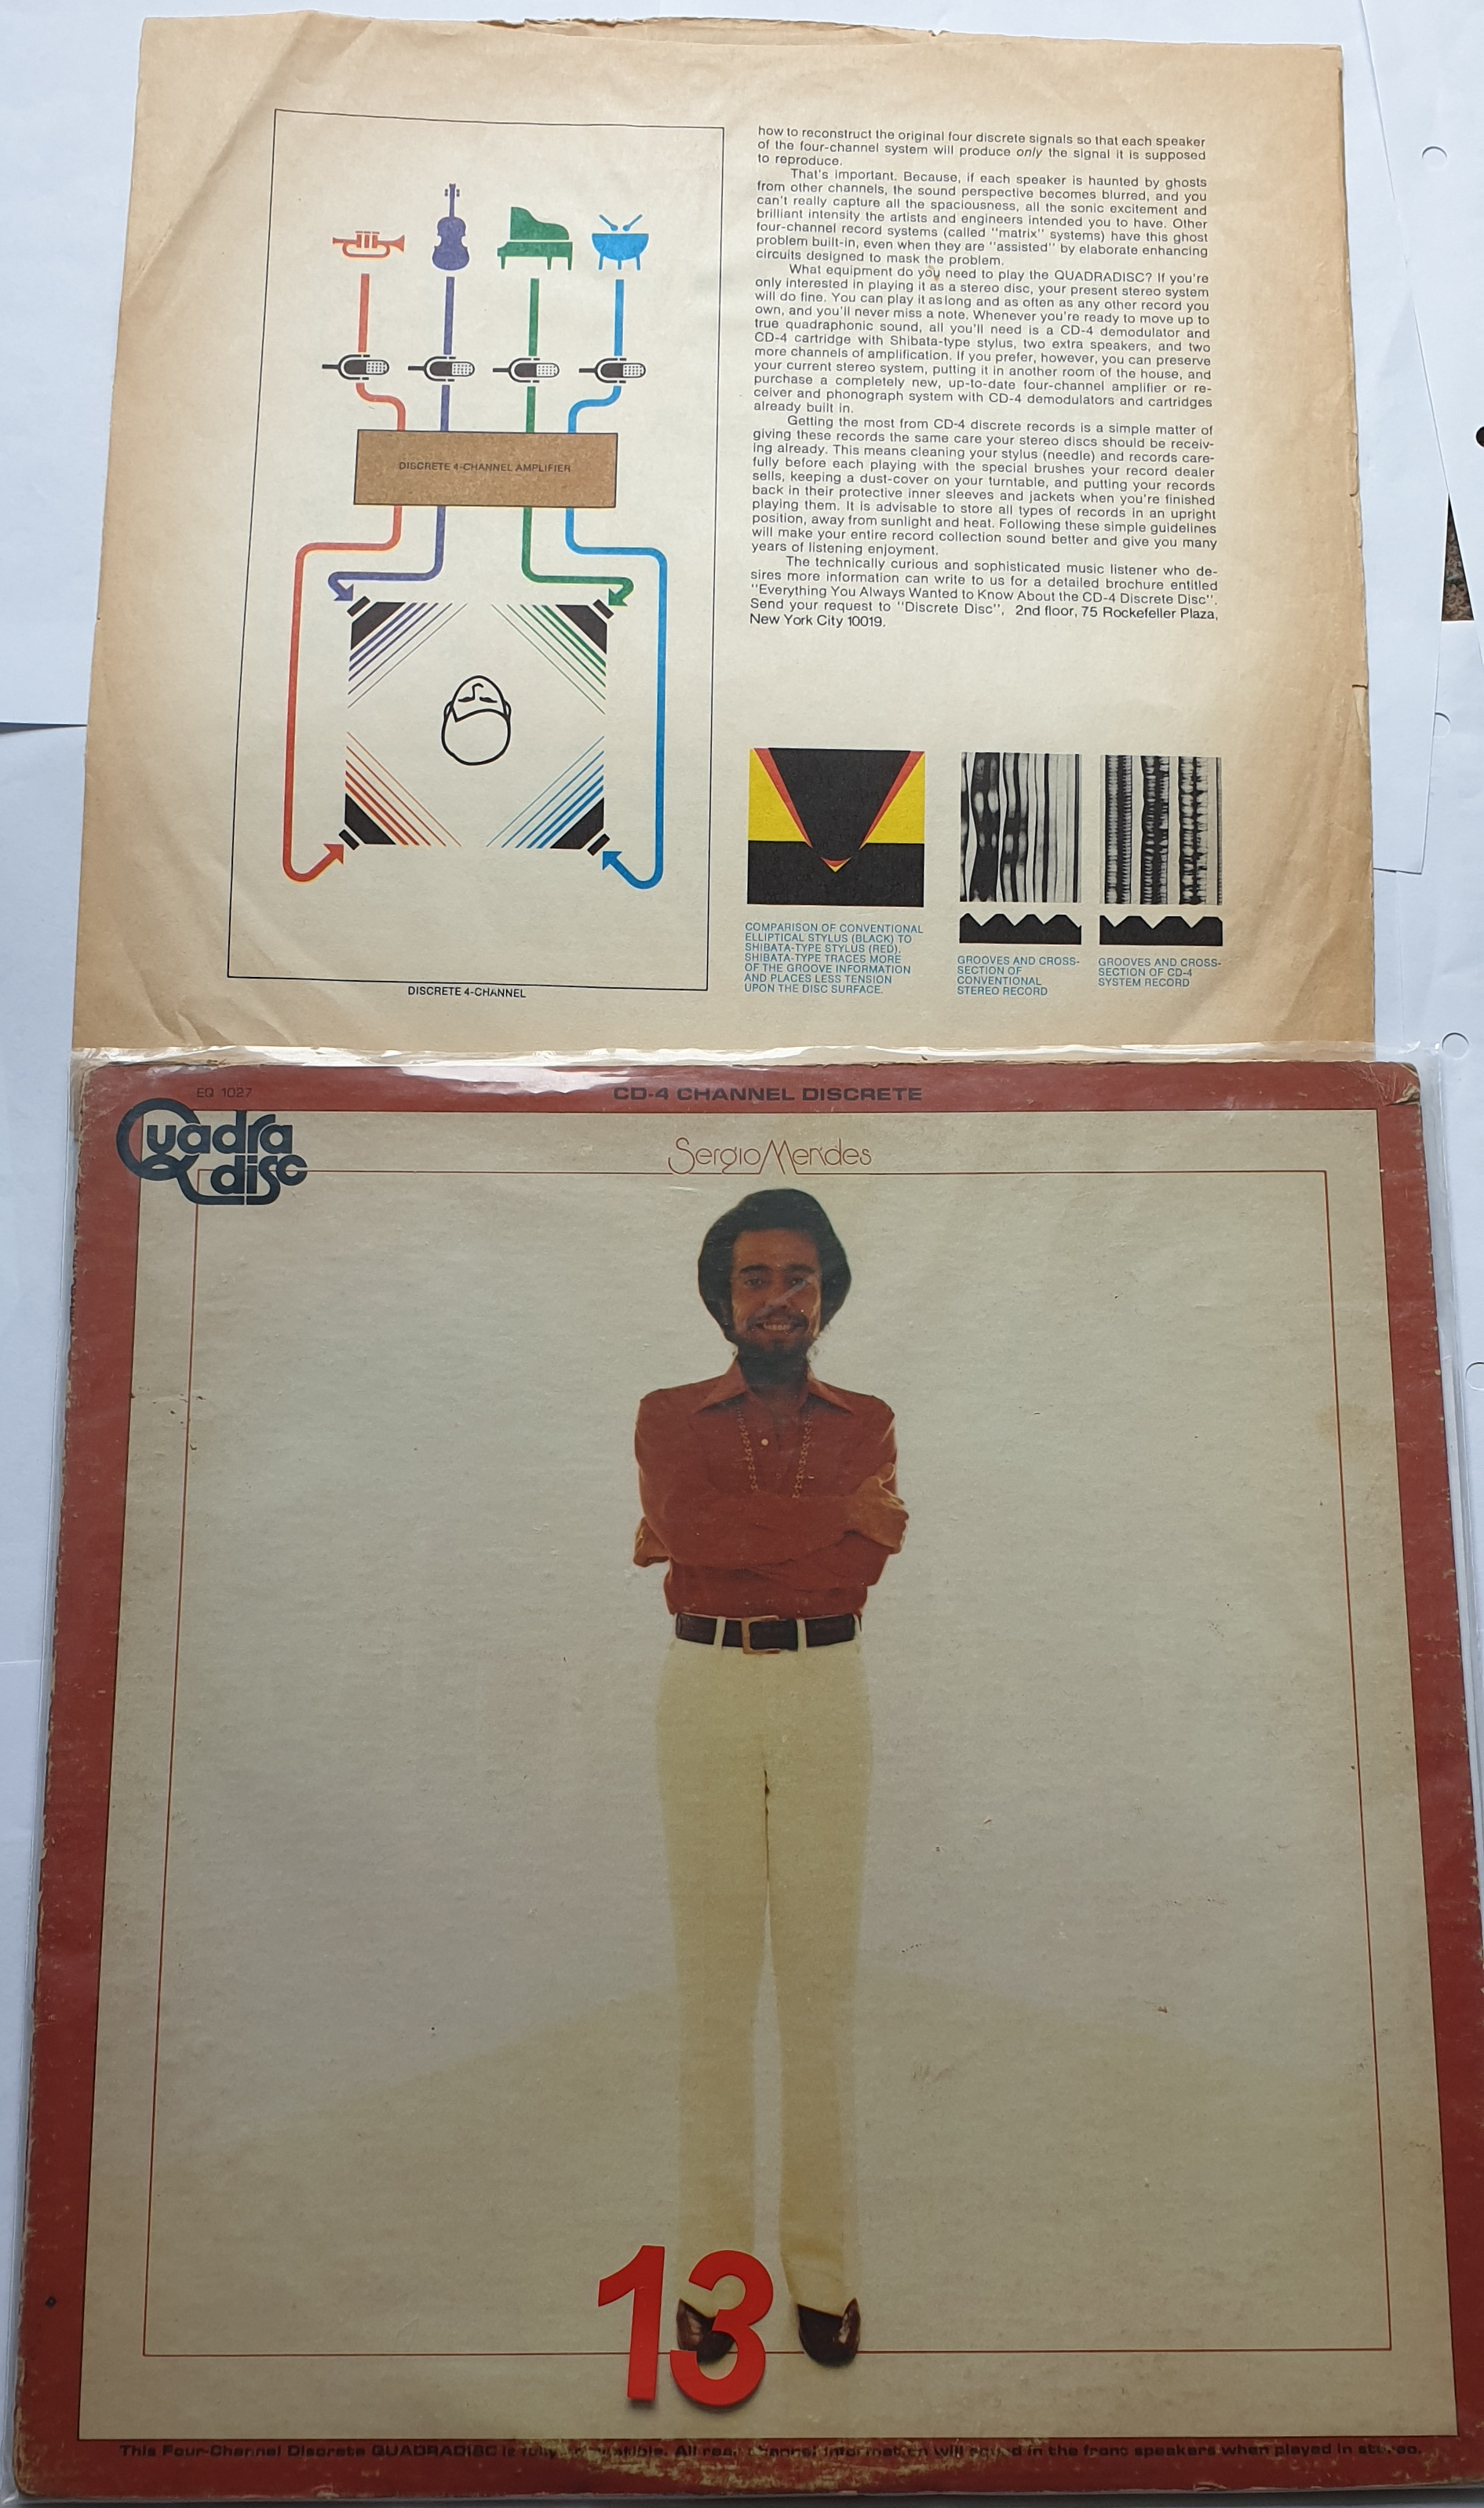 how to reconstruct the original four discrete signals so that each speaker
of the four-channel system will produce only the signal it is supposed
to reproduce.
That's important. Because, if each speaker is haunted by ghosts
from other channels, the sound perspective becomes blurred, and you
can't really capture all the spaciousness, all the sonic excitement and
brilliant intensity the artists and engineers intended you to have. Other
four-channel record systems (called "matrix" systems) have this ghost
problem built-in, even when they are "assisted" by elaborate enhancing
circuits designed to mask the problem.
What equipment do you need to play the QUADRADISC? If you're
only interested in playing it as a stereo disc, your present stereo system
will do fine. You can play it as long and as often as any other record you
own, and you'll never miss a note. Whenever you're ready to move up to
true quadraphonic sound, all you'll need is a CD-4 demodulator and
CD-4 cartridge with Shibata-type stylus, two extra speakers, and two
more channels of amplification. If you prefer, however, you can preserve
your current stereo system, putting it in another room of the house, and
purchase a completely new, up-to-date four-channel amplifier or re-
ceiver and phonograph system with CD-4 demodulators and cartridges
already built in.
Getting the most from CD-4 discrete records is a simple matter of
giving these records the same care your stereo discs should be receiv-
ing already. This means cleaning your stylus (needle) and records care-
fully before each playing with the special brushes your record dealer
sells, keeping a dust-cover on your turntable, and putting your records
back in their protective inner sleeves and jackets when you're finished
playing them. It is advisable to store all types of records in an upright
position, away from sunlight and heat. Following these simple guidelines
will make your entire record collection sound better and give you many
years of listening enjoyment.
The technically curious and sophisticated music listener who de-
sires more information can write to us for a detailed brochure entitled
"Everything You Always Wanted to Know About the CD-4 Discrete Disc".
Send your request to "Discrete Disc", 2nd floor, 75 Rockefeller Plaza,
New York City 10019.
DISCRETE 4-CHANNEL AMPLIFIER
DISCRETE 4-CHANNEL
COMPARISON OF CONVENTIONAL
ELLIPTICAL STYLUS (BLACK) TO
SHIBATA-TYPE STYLUS (RED).
SHIBATA-TYPE TRACES MORE
OF THE GROOVE INFORMATION
AND PLACES LESS TENSION
UPON THE DISC SURFACE.
GROOVES AND CROSS-
SECTION OF
CONVENTIONAL
STEREO RECORD
GROOVES AND CROSS-
SECTION OF CD-4
SYSTEM RECORD
EQ 1027
CD-4 CHANNEL DISCRETE
Quadra
disc
Sergio Mendes
13
This Four-Channel Discrete QUADRADISC is fully. All rear channel information will sound in the front speakers when played in stereo.